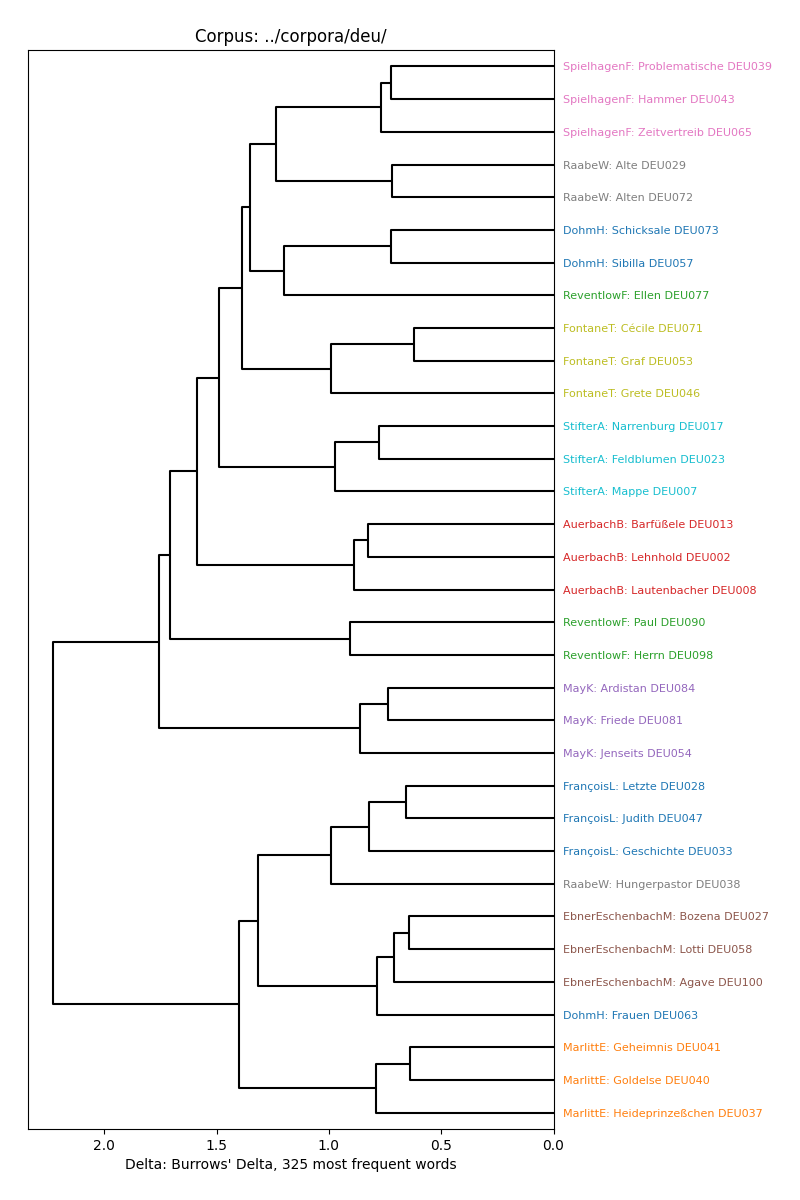 Corpus: ../corpora/deu/
SpielhagenF: Problematische DEU039
SpielhagenF: Hammer DEU043
SpielhagenF: Zeitvertreib DEU065
RaabeW: Alte DEU029
RaabeW: Alten DEU072
DohmH: Schicksale DEU073
DohmH: Sibilla DEU057
ReventlowF: Ellen DEU077
FontaneT: Cécile DEU071
FontaneT: Graf DEU053
FontaneT: Grete DEU046
StifterA: Narrenburg DEU017
StifterA: Feldblumen DEU023
StifterA: Mappe DEU007
AuerbachB: Barfüßele DEU013
AuerbachB: Lehnhold DEU002
AuerbachB: Lautenbacher DEU008
ReventlowF: Paul DEU090
ReventlowF: Herrn DEU098
MayK: Ardistan DEU084
MayK: Friede DEU081
MayK: Jenseits DEU054
FrançoisL: Letzte DEU028
FrançoisL: Judith DEU047
FrançoisL: Geschichte DEU033
RaabeW: Hungerpastor DEU038
EbnerEschenbachM: Bozena DEU027
EbnerEschenbachM: Lotti DEU058
EbnerEschenbachM: Agave DEU100
DohmH: Frauen DEU063
MarlittE: Geheimnis DEU041
MarlittE: Goldelse DEU040
MarlittE: Heideprinzeßchen DEU037
2.0 1.5 1.0 0.5 0.0
Delta: Burrows' Delta, 325 most frequent words